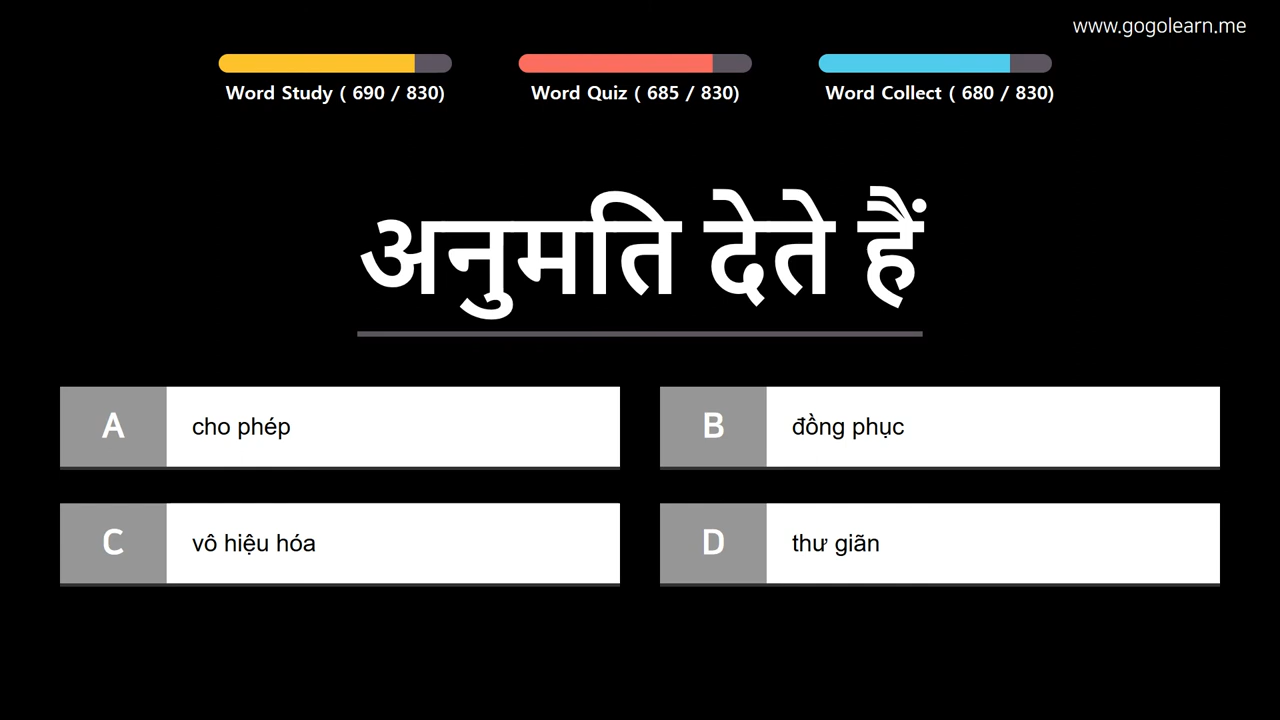 www.gogolearn.me
Word Study ( 690 / 830)
Word Quiz ( 685 / 830)
Word Collect ( 680 / 830)
अनुमति देते हैं
A
cho phép
B
đồng phục
C
vô hiệu hóa
D
thư giãn